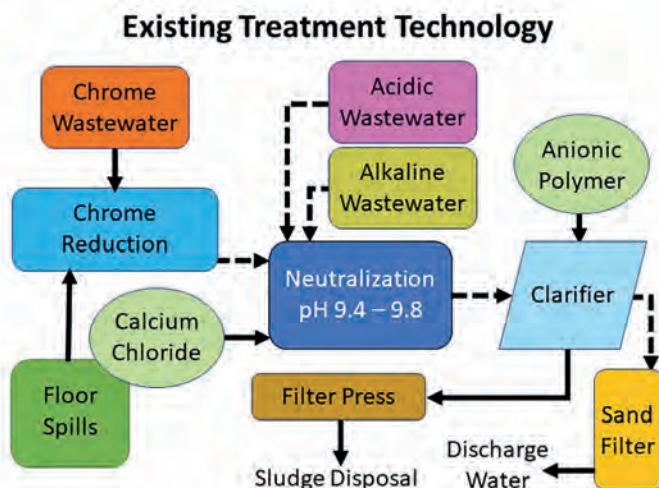 Existing Treatment Technology
Chrome
Wastewater
Acidic
Wastewater
Alkaline
Wastewater
Anionic
Polymer
Chrome
Reduction
Neutralization
pH 9.4 – 9.8
Clarifier
Calcium
Chloride
Floor
Spills
Filter Press
Sand
Filter
Sludge Disposal
Discharge
Water